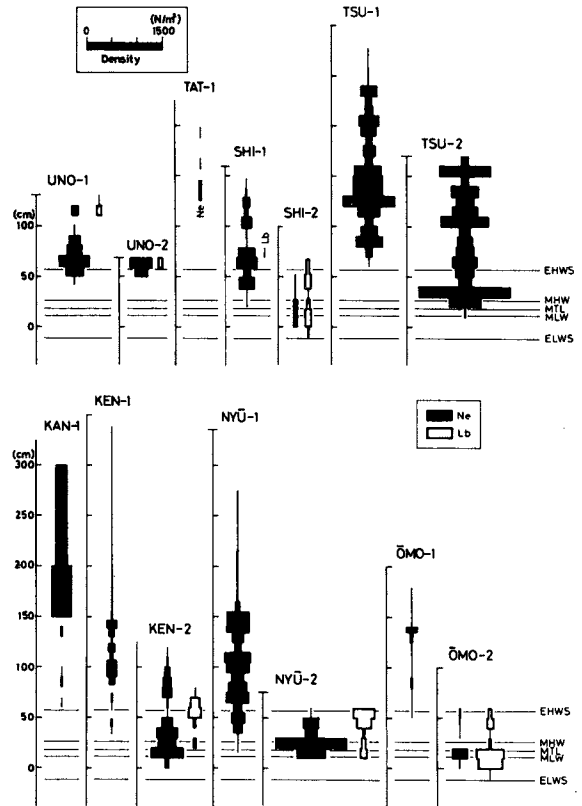 (N/m²)
0 1500
Density
TSU-1
TAT-1
TSU-2
UNO-1
SHI-1
(cm)
Ne
SHI-2
100
UNO-2
Lb
50
EHWS
MHW
MTL
0
MLW
ELWS
KEN-1
NYŪ-1
Ne
KAN-1
Lb
(cm)
300
250
200
ŌMO-1
150
KEN-2
100
NYŪ-2
ŌMO-2
50
EHWS
MHW
MTL
MLW
0
ELWS